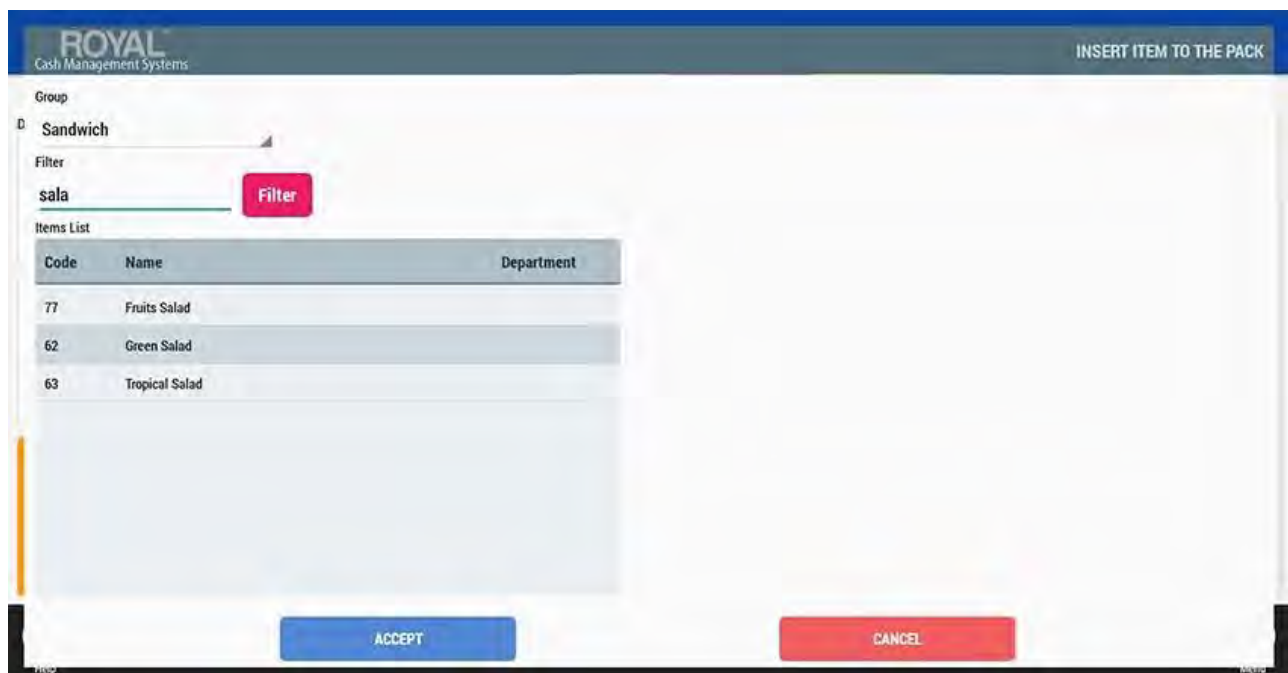 ROYAL
Cash Management Systems
INSERT ITEM TO THE PACK
Group
D
Sandwich
Filter
sala
Filter
Items List
Code Name Department
77 Fruits Salad
62 Green Salad
63 Tropical Salad
ACCEPT
CANCEL